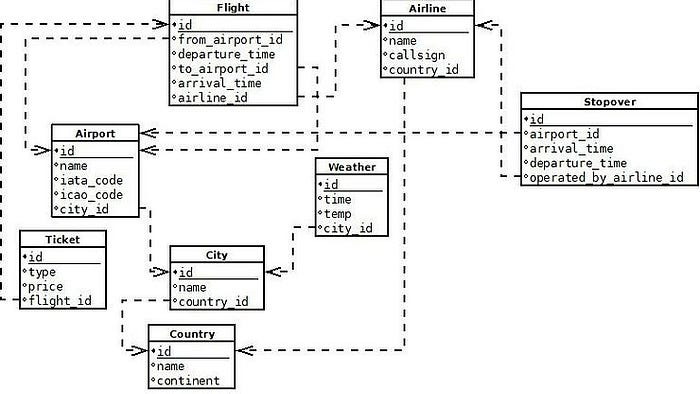 Flight
id
from_airport_id
departure_time
to_airport_id
arrival_time
airline_id
Airline
id
name
callsign
country_id
Stopover
id
airport_id
arrival_time
departure_time
operated_by_airline_id
Airport
id
name
iata_code
icao_code
city_id
Weather
id
time
temp
city_id
Ticket
id
type
price
flight_id
City
id
name
country_id
Country
id
name
continent